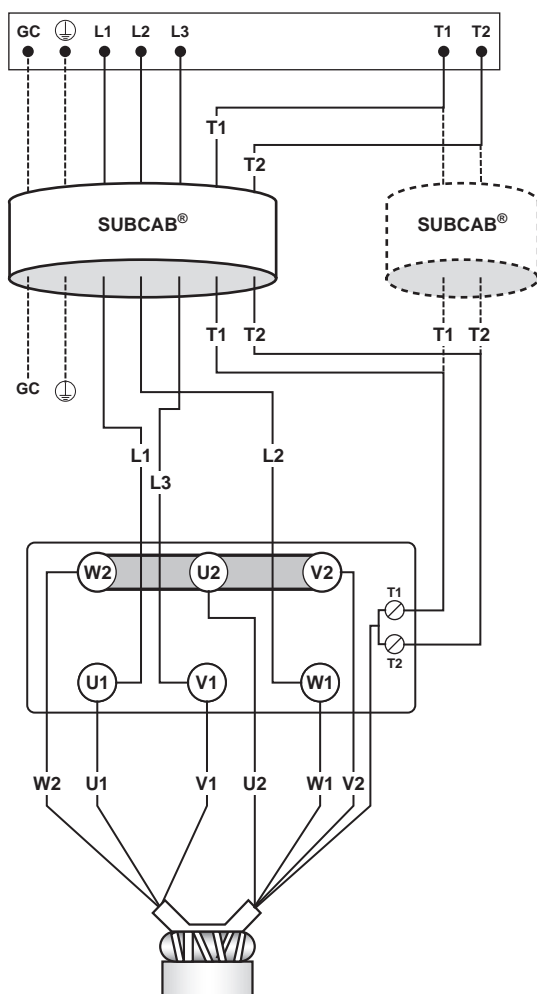 GC L1 L2 L3 T1 T2
T1
T2
SUBCAB® SUBCAB®
T1 T2 T1 T2
GC
L1 L2
L3
W2 U2 V2
T1
T2
U1 V1 W1
W2 U1 V1 U2 W1 V2